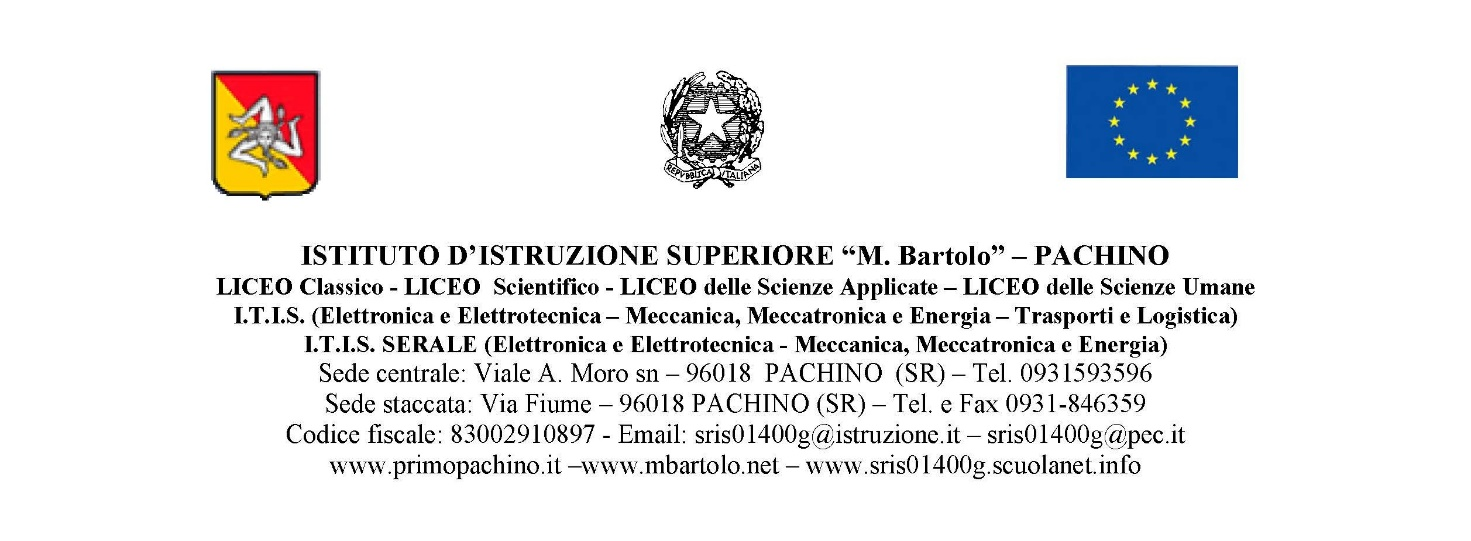 REPVBBLICA ITALIANA
ISTITUTO D’ISTRUZIONE SUPERIORE “M. Bartolo” – PACHINO
LICEO Classico - LICEO Scientifico - LICEO delle Scienze Applicate – LICEO delle Scienze Umane
I.T.I.S. (Elettronica e Elettrotecnica – Meccanica, Meccatronica e Energia – Trasporti e Logistica)
I.T.I.S. SERALE (Elettronica e Elettrotecnica - Meccanica, Meccatronica e Energia)
Sede centrale: Viale A. Moro sn – 96018 PACHINO (SR) – Tel. 0931593596
Sede staccata: Via Fiume – 96018 PACHINO (SR) – Tel. e Fax 0931-846359
Codice fiscale: 83002910897 - Email: sris01400g@istruzione.it – sris01400g@pec.it
www.primopachino.it –www.mbartolo.net – www.sris01400g.scuolanet.info